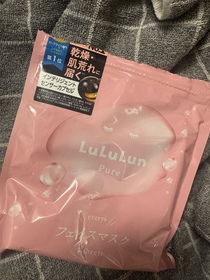 第1位
乾燥・
肌荒れに
届く
インテリジェント
センサーカプセル
LuLuLun
Pure
フェイスマスク